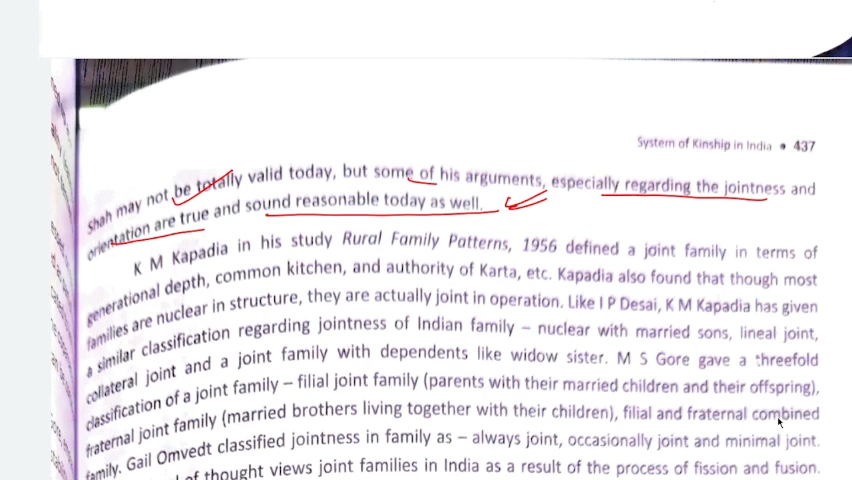 System of Kinship in India • 437
Shah may not be totally valid today, but some of his arguments, especially regarding the jointness and
orientation are true and sound reasonable today as well.
K M Kapadia in his study Rural Family Patterns, 1956 defined a joint family in terms of
generational depth, common kitchen, and authority of Karta, etc. Kapadia also found that though most
families are nuclear in structure, they are actually joint in operation. Like I P Desai, K M Kapadia has given
a similar classification regarding jointness of Indian family – nuclear with married sons, lineal joint,
collateral joint and a joint family with dependents like widow sister. M S Gore gave a threefold
classification of a joint family – filial joint family (parents with their married children and their offspring),
fraternal joint family (married brothers living together with their children), filial and fraternal combined
family. Gail Omvedt classified jointness in family as – always joint, occasionally joint and minimal joint.
of thought views joint families in India as a result of the process of fission and fusion.